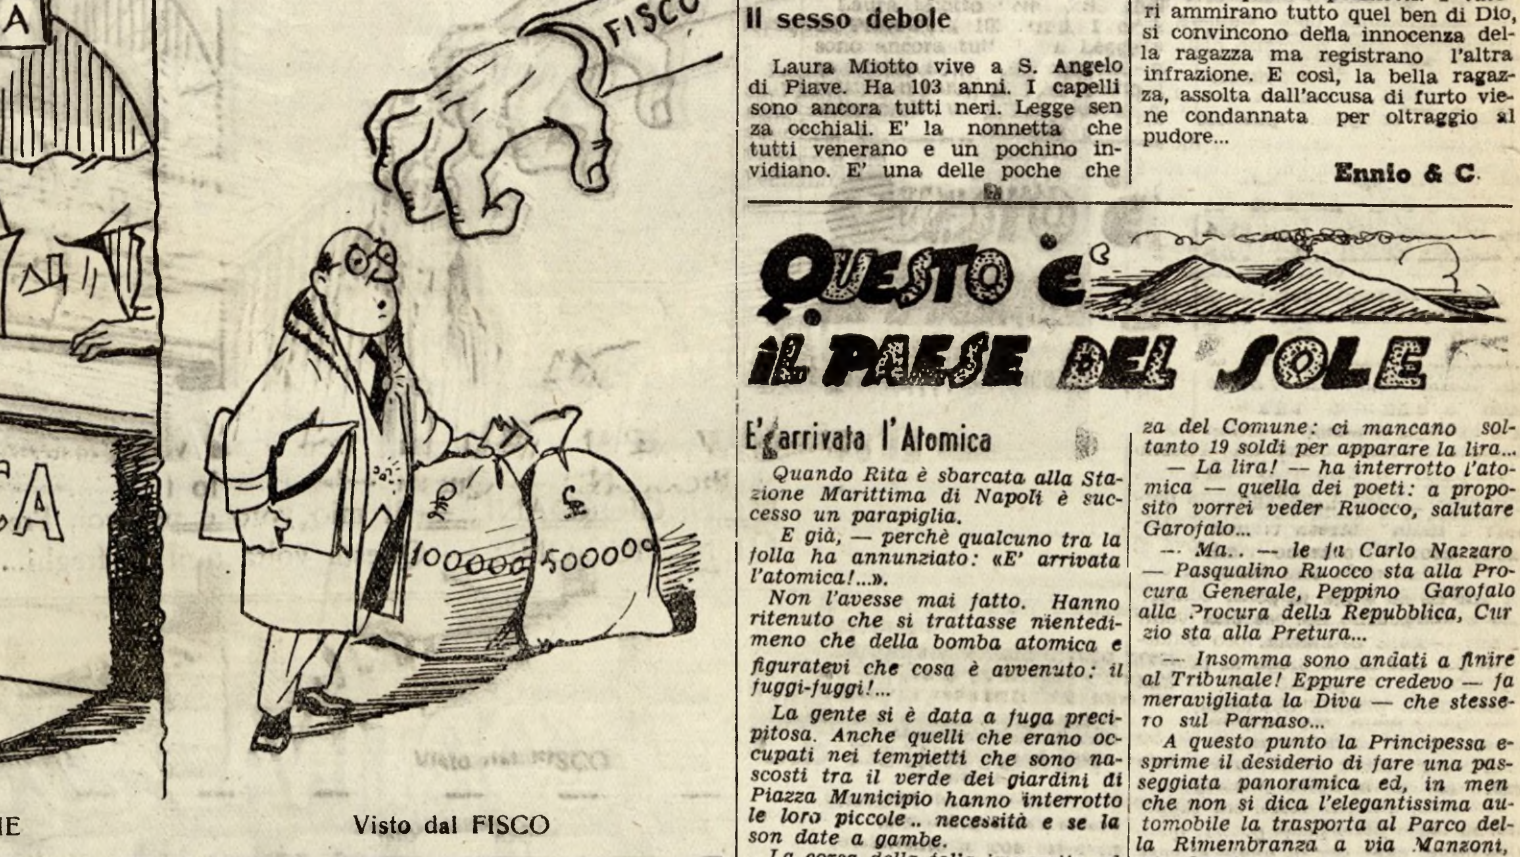 A
FISCO
CA
100000
50000
Visto dal FISCO
Il sesso debole
Laura Miotto vive a S. Angelo
di Piave. Ha 103 anni. I capelli
sono ancora tutti neri. Legge sen
za occhiali. E' la nonnetta che
tutti venerano e un pochino in-
vidiano. E' una delle poche che
ri ammirano tutto quel ben di Dio,
si convincono della innocenza del-
la ragazza ma registrano l'altra
infrazione. E così, la bella ragaz-
za, assolta dall'accusa di furto vie-
ne condannata per oltraggio al
pudore...
Ennio & C.
QUESTO È
IL PAESE DEL SOLE
E' arrivata l'Atomica
Quando Rita è sbarcata alla Sta-
zione Marittima di Napoli è suc-
cesso un parapiglia.
E già, — perchè qualcuno tra la
folla ha annunziato: «E' arrivata
l'atomica!...».
Non l'avesse mai fatto. Hanno
ritenuto che si trattasse nientedi-
meno che della bomba atomica e
figuratevi che cosa è avvenuto: il
fuggi-fuggi!...
La gente si è data a fuga preci-
pitosa. Anche quelli che erano oc-
cupati nei tempietti che sono na-
scosti tra il verde dei giardini di
Piazza Municipio hanno interrotto
le loro piccole.. necessità e se la
son date a gambe.
La corsa della folla
za del Comune: ci mancano sol-
tanto 19 soldi per apparare la lira...
— La lira! — ha interrotto l'ato-
mica — quella dei poeti: a propo-
sito vorrei veder Ruocco, salutare
Garofalo...
— Ma.. — le fa Carlo Nazzaro
— Pasqualino Ruocco sta alla Pro-
cura Generale, Peppino Garofalo
alla Procura della Repubblica, Cur
zio sta alla Pretura...
— Insomma sono andati a finire
al Tribunale! Eppure credevo — fa
meravigliata la Diva — che stesse-
ro sul Parnaso...
A questo punto la Principessa e-
sprime il desiderio di fare una pas-
seggiata panoramica ed, in men
che non si dica l'elegantissima au-
tomobile la trasporta al Parco del-
la Rimembranza a via Manzoni,